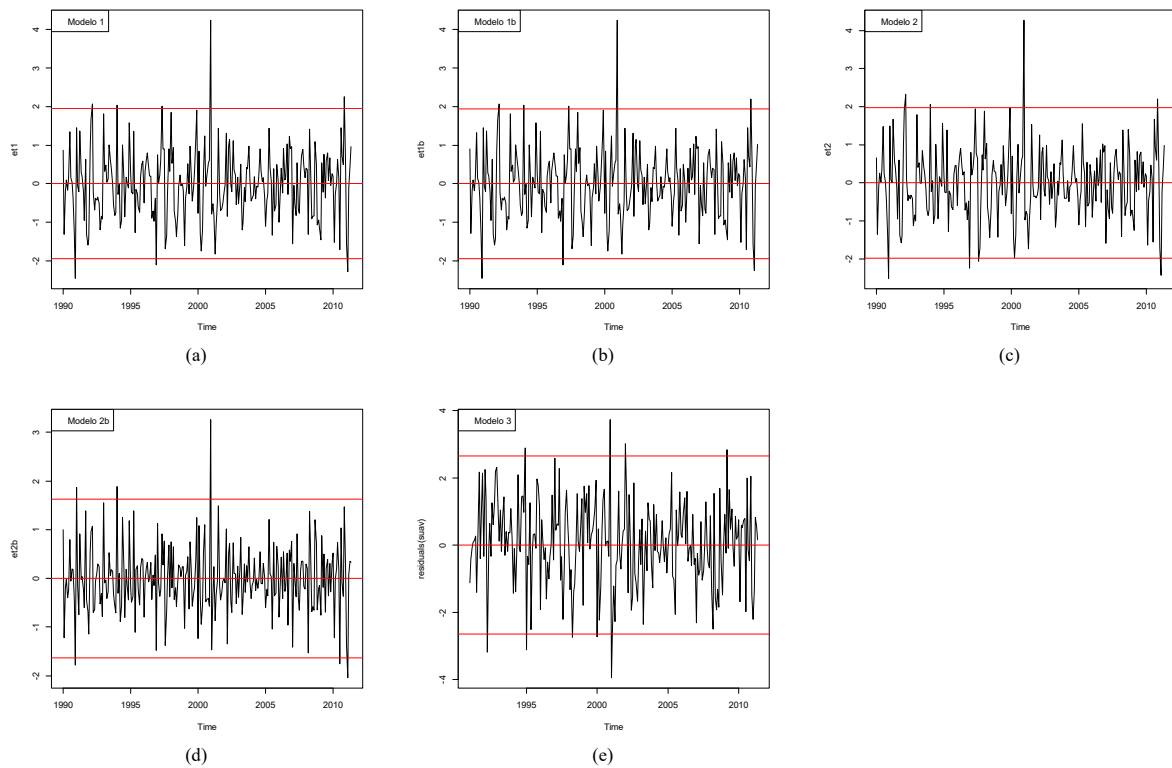 Modelo 1
et1
-2 -1 0 1 2 3 4
1990 1995 2000 2005 2010
Time
(a)
Modelo 1b
et1b
-2 -1 0 1 2 3 4
1990 1995 2000 2005 2010
Time
(b)
Modelo 2
et2
-2 -1 0 1 2 3 4
1990 1995 2000 2005 2010
Time
(c)
Modelo 2b
et2b
-2 -1 0 1 2 3
1990 1995 2000 2005 2010
Time
(d)
Modelo 3
residuals(suav)
-4 -2 0 2 4
1995 2000 2005 2010
Time
(e)